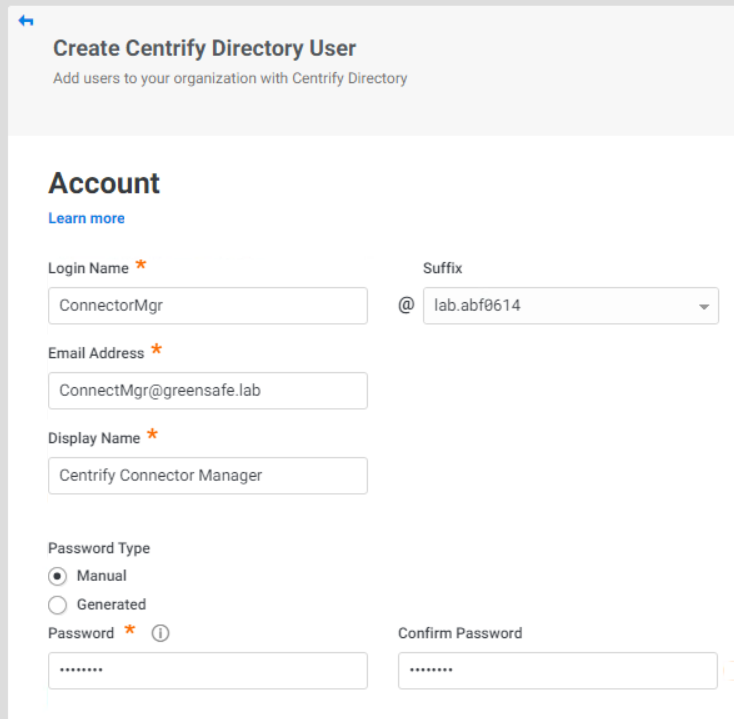 Create Centrify Directory User
Add users to your organization with Centrify Directory
Account
Learn more
Login Name * Suffix
ConnectorMgr @ lab.abf0614
Email Address *
ConnectMgr@greensafe.lab
Display Name *
Centrify Connector Manager
Password Type
Manual
Generated
Password * Confirm Password
•••••••• ••••••••